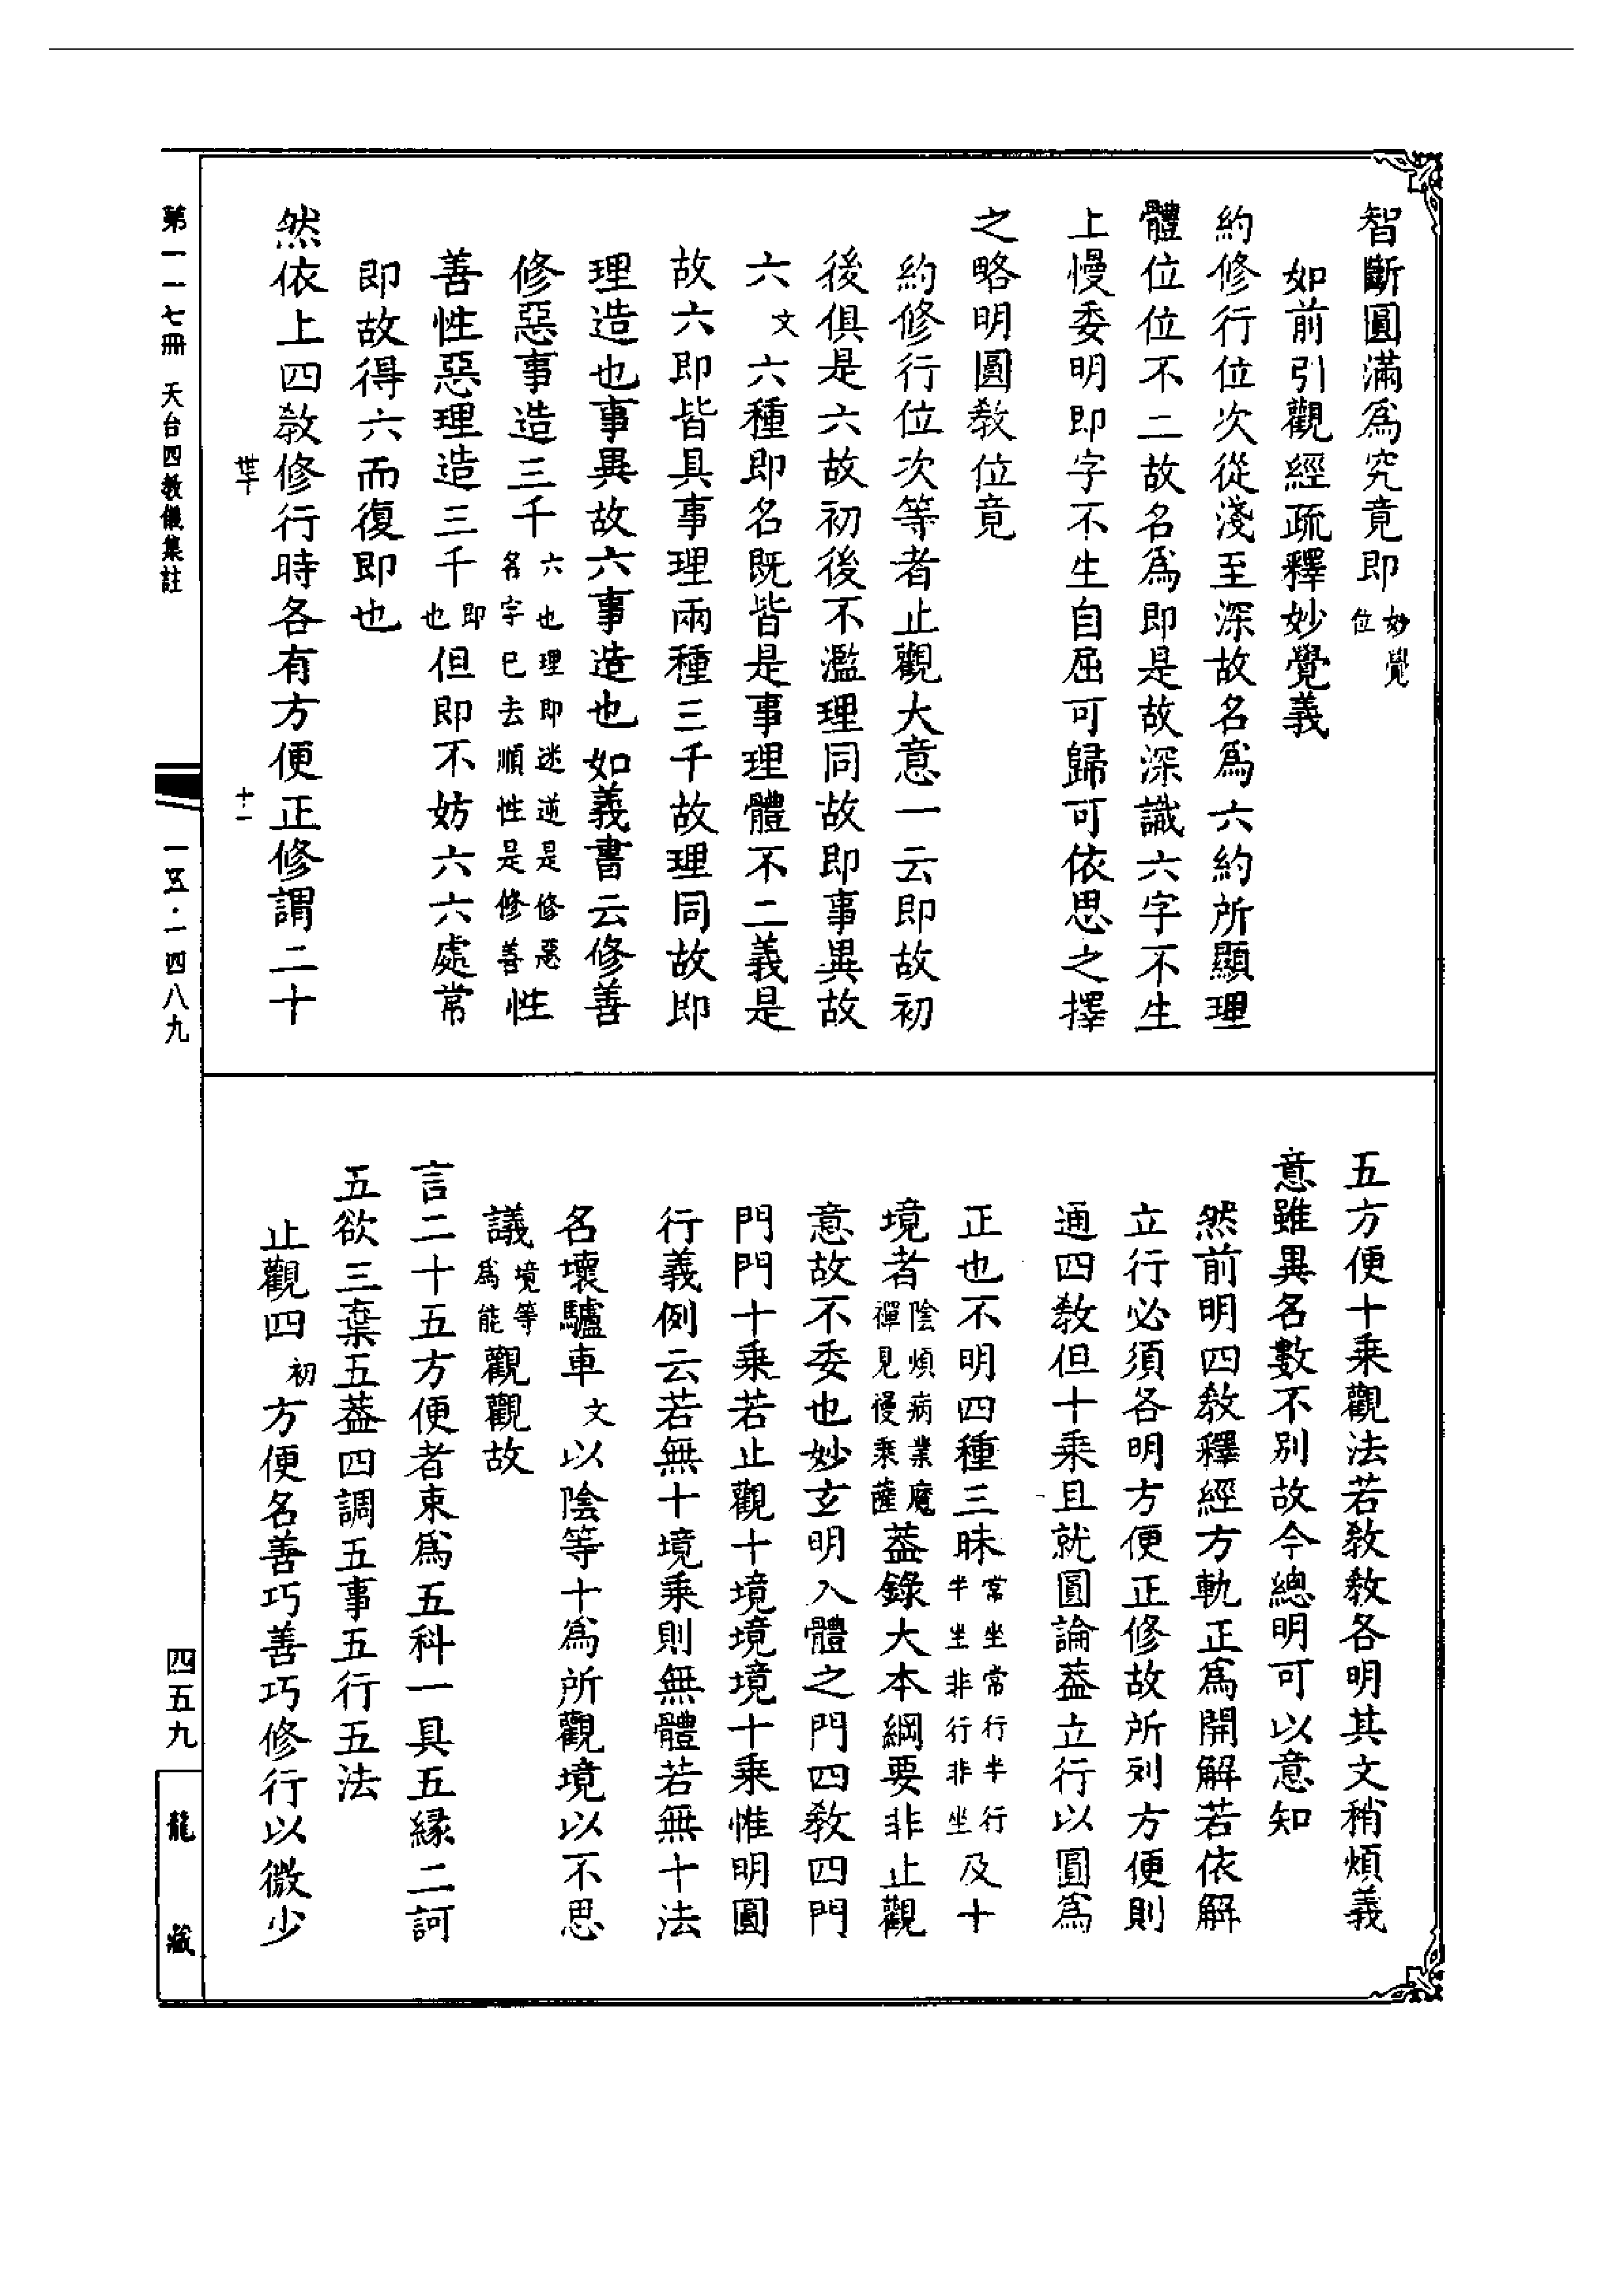 智斷圓滿爲究竟即妙覺位
如前引觀經疏釋妙覺義
約修行位次從淺至深故名爲六約所顯理
體位位不二故名爲即是故深識六字不生
上慢委明即字不生自屈可歸可依思之擇
之略明圓教位竟
約修行位次等者止觀大意一云即故初
後俱是六故初後不濫理同故即事異故
六文六種即名既皆是事理體不二義是
故六即皆具事理兩種三千故理同故即
理造也事異故六事造也如義書云修善
修惡事造三千六也理即迷逆是修惡名字已去順性是修善性
善性惡理造三千即也但即不妨六六處常
即故得六而復即也
然依上四教修行時各有方便正修謂二十
五方便十乘觀法若教教各明其文稍煩義
意雖異名數不別故今總明可以意知
然前明四教釋經方軌正爲開解若依解
立行必須各明方便正修故所列方便則
通四教但十乘且就圓論葢立行以圓爲
正也不明四種三昧常坐常行半行半坐非行非坐及十
境者陰煩病業魔禪見慢乘薩葢錄大本綱要非止觀
意故不委也妙玄明入體之門四教四門
門門十乘若止觀十境境境十乘惟明圓
行義例云若無十境乘則無體若無十法
名壞驢車文以陰等十爲所觀境以不思
議境等爲能觀觀故
言二十五方便者束爲五科一具五緣二訶
五欲三棄五葢四調五事五行五法
止觀四初方便名善巧善巧修行以微少
第一一七冊 天台四教儀集註
十一
一五·一四八九
四五九
龍藏